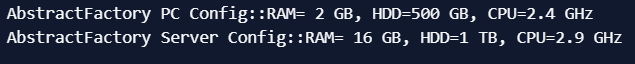 AbstractFactory PC Config::RAM= 2 GB, HDD=500 GB, CPU=2.4 GHz
AbstractFactory Server Config::RAM= 16 GB, HDD=1 TB, CPU=2.9 GHz